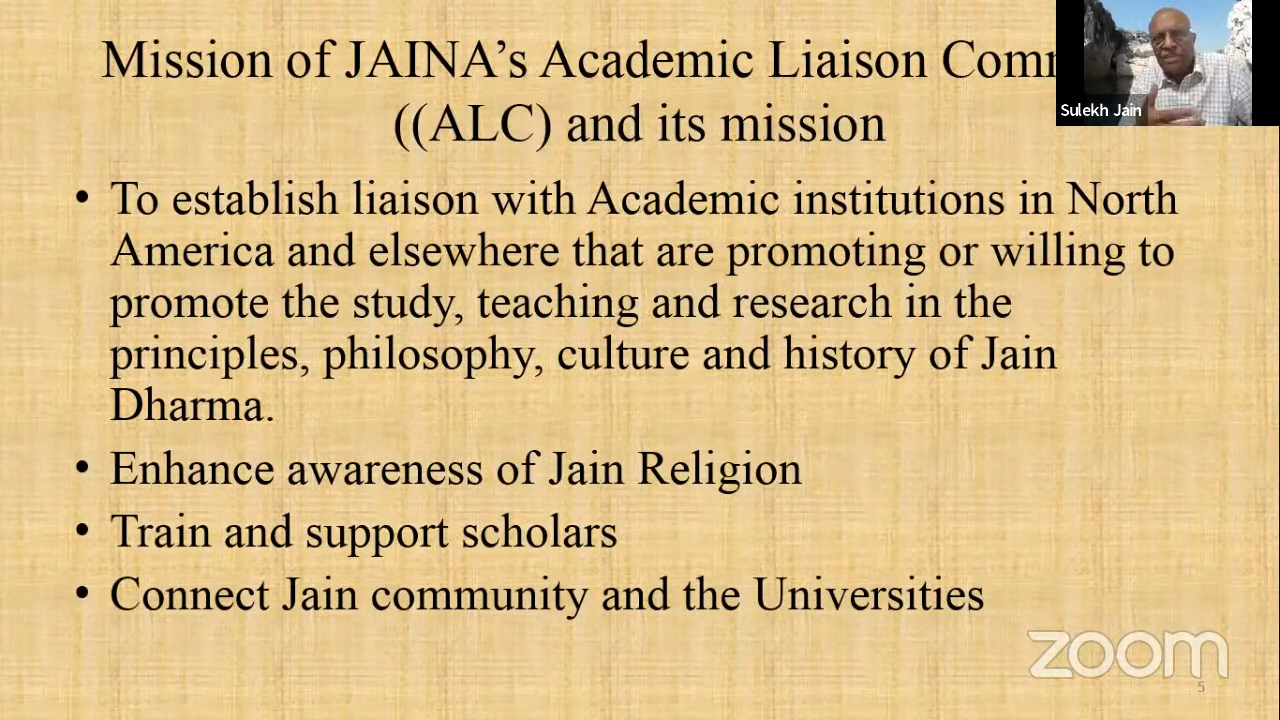 Mission of JAINA's Academic Liaison Com
((ALC) and its mission
Sulekh Jain
• To establish liaison with Academic institutions in North
America and elsewhere that are promoting or willing to
promote the study, teaching and research in the
principles, philosophy, culture and history of Jain
Dharma.
• Enhance awareness of Jain Religion
• Train and support scholars
• Connect Jain community and the Universities
zoom
5